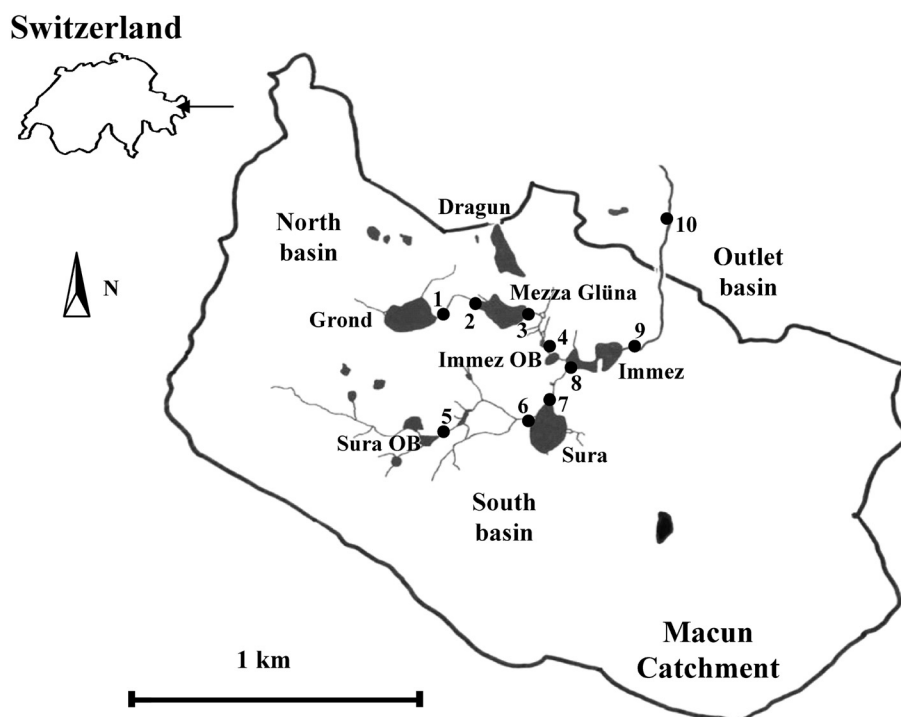 Switzerland
North
basin
Dragun
10
Outlet
basin
N
Grond
1
2
Mezza Glüna
3
4
9
Immez OB
8
Immez
7
5
6
Sura OB
Sura
South
basin
Macun
Catchment
1 km